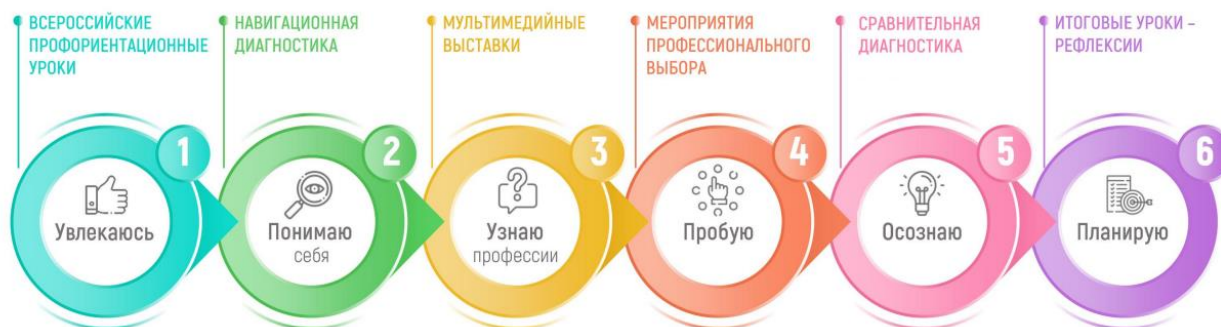 ВСЕРОССИЙСКИЕ
ПРОФОРИЕНТАЦИОННЫЕ
УРОКИ
НАВИГАЦИОННАЯ
ДИАГНОСТИКА
МУЛЬТИМЕДИЙНЫЕ
ВЫСТАВКИ
МЕРОПРИЯТИЯ
ПРОФЕССИОНАЛЬНОГО
ВЫБОРА
СРАВНИТЕЛЬНАЯ
ДИАГНОСТИКА
ИТОГОВЫЕ УРОКИ –
РЕФЛЕКСИИ
1
Увлекаюсь
2
Понимаю
себя
3
Узнаю
профессии
4
Пробую
5
Осознаю
6
Планирую